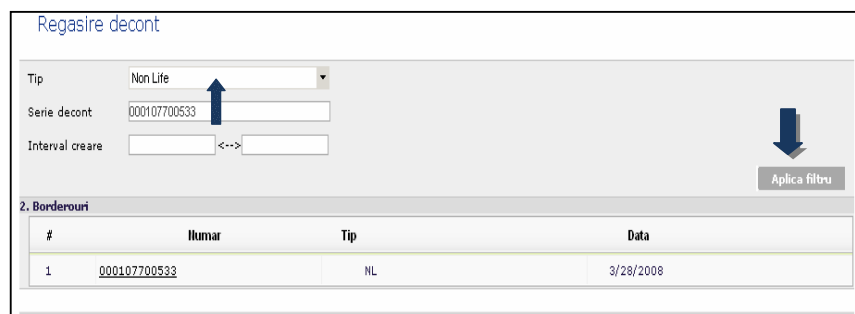 Regasire decont
Tip Non Life
Serie decont 000107700533
Interval creare <-->
Aplica filtru
2. Borderouri
# Numar Tip Data
1 000107700533 NL 3/28/2008